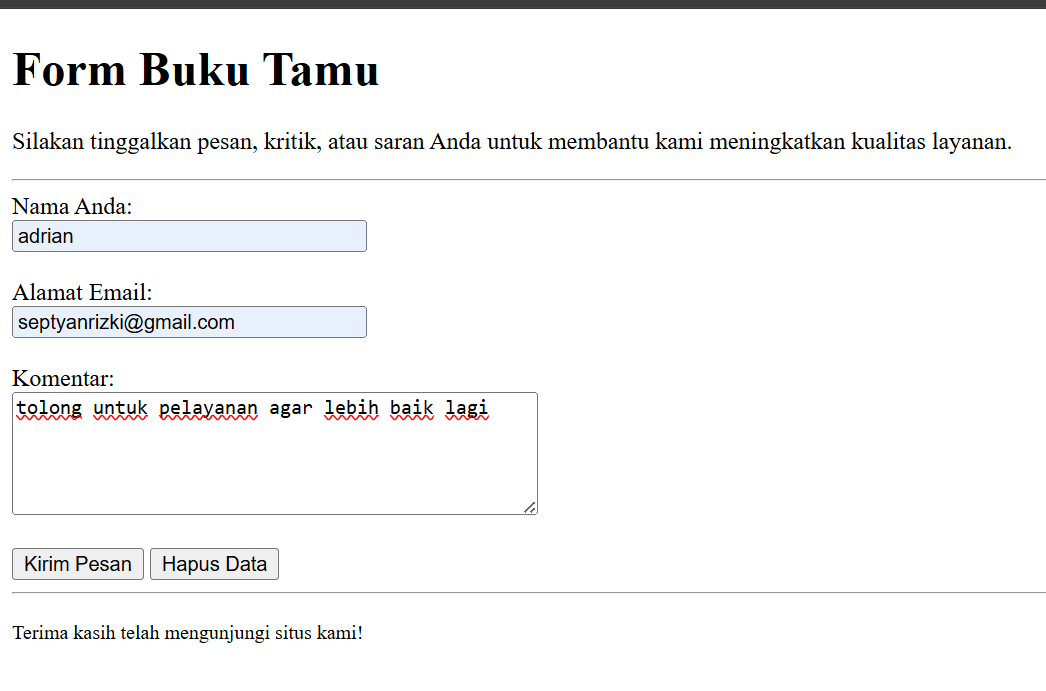 Form Buku Tamu
Silakan tinggalkan pesan, kritik, atau saran Anda untuk membantu kami meningkatkan kualitas layanan.
Nama Anda:
adrian
Alamat Email:
septyanrizki@gmail.com
Komentar:
tolong untuk pelayanan agar lebih baik lagi
Kirim Pesan Hapus Data
Terima kasih telah mengunjungi situs kami!